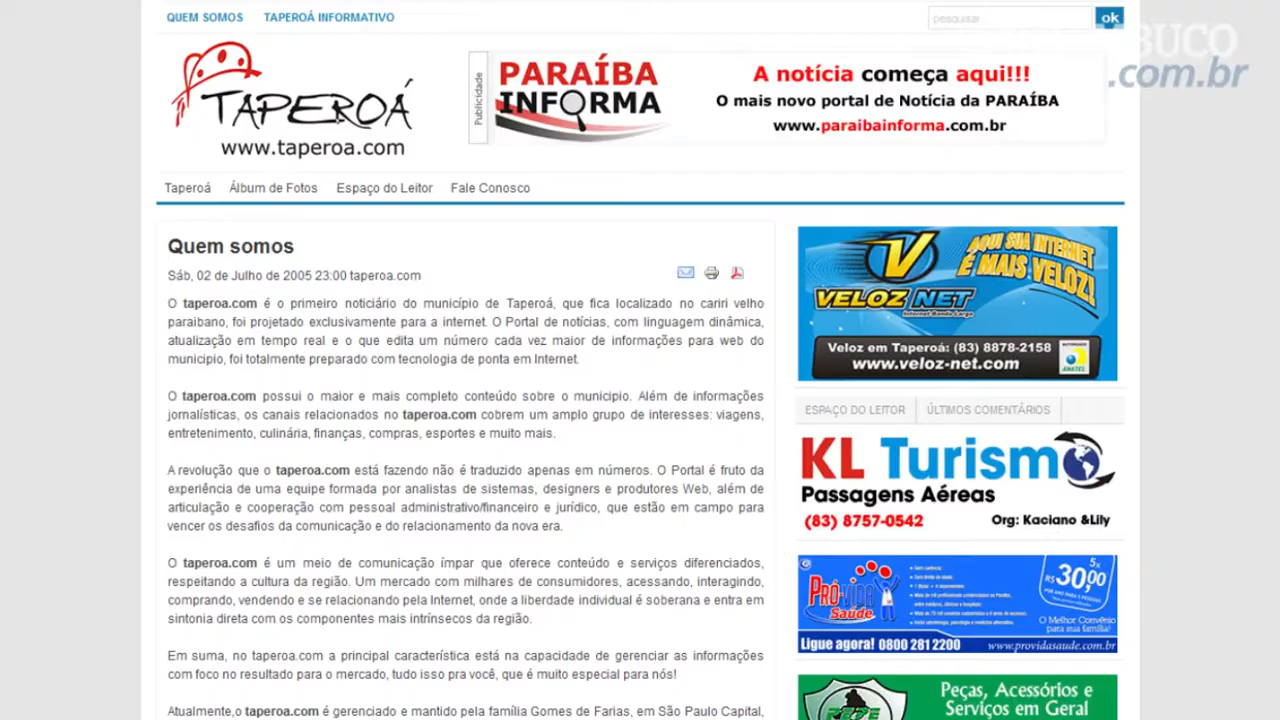 QUEM SOMOS TAPEROÁ INFORMATIVO
pesquisar...
ok
BUCO
.com.br
TAPEROÁ
www.taperoa.com
Publicidade
PARAÍBA
INFORMA
A notícia começa aqui!!!
O mais novo portal de Notícia da PARAÍBA
www.paraibainforma.com.br
Taperoá Álbum de Fotos Espaço do Leitor Fale Conosco
Quem somos
Sáb, 02 de Julho de 2005 23:00 taperoa.com
O taperoa.com é o primeiro noticiário do município de Taperoá, que fica localizado no cariri velho
paraibano, foi projetado exclusivamente para a internet. O Portal de notícias, com linguagem dinâmica,
atualização em tempo real e o que edita um número cada vez maior de informações para web do
municipio, foi totalmente preparado com tecnologia de ponta em Internet.
O taperoa.com possui o maior e mais completo conteúdo sobre o municipio. Além de informações
jornalísticas, os canais relacionados no taperoa.com cobrem um amplo grupo de interesses: viagens,
entretenimento, culinária, finanças, compras, esportes e muito mais.
A revolução que o taperoa.com está fazendo não é traduzido apenas em números. O Portal é fruto da
experiência de uma equipe formada por analistas de sistemas, designers e produtores Web, além de
articulação e cooperação com pessoal administrativo/financeiro e jurídico, que estão em campo para
vencer os desafios da comunicação e do relacionamento da nova era.
O taperoa.com é um meio de comunicação ímpar que oferece conteúdo e serviços diferenciados,
respeitando a cultura da região. Um mercado com milhares de consumidores, acessando, interagindo,
comprando, vendendo e se relacionando pela Internet, onde a liberdade individual é soberana e entra em
sintonia direta com os componentes mais intrínsecos da região.
Em suma, no taperoa.com a principal característica está na capacidade de gerenciar as informações
com foco no resultado para o mercado, tudo isso pra você, que é muito especial para nós!
Atualmente,o taperoa.com é gerenciado e mantido pela família Gomes de Farias, em São Paulo Capital,
V
VELOZ NET
Internet Banda Larga
AQUI SUA INTERNET
É MAIS VELOZ!
Veloz em Taperoá: (83) 8878-2158
www.veloz-net.com
ANATEL
ESPAÇO DO LEITOR ÚLTIMOS COMENTÁRIOS
KL Turismo
Passagens Aéreas
(83) 8757-0542 Org: Kaciano &Lily
PRÓ-VIDA
Saúde
5x
R$ 30,00
O Melhor Convênio
para sua família!
Ligue agora! 0800 281 2200 www.providasaude.com.br
Peças, Acessórios e
Serviços em Geral